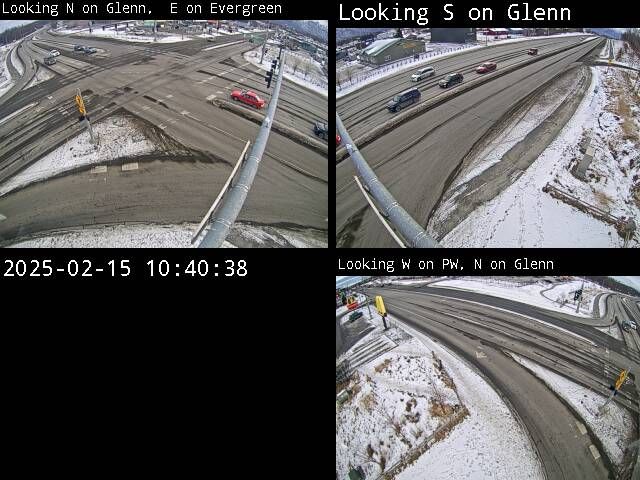 Looking N on Glenn,  E on Evergreen
Looking S on Glenn
2025-02-15 10:40:38
Looking W on PW, N on Glenn